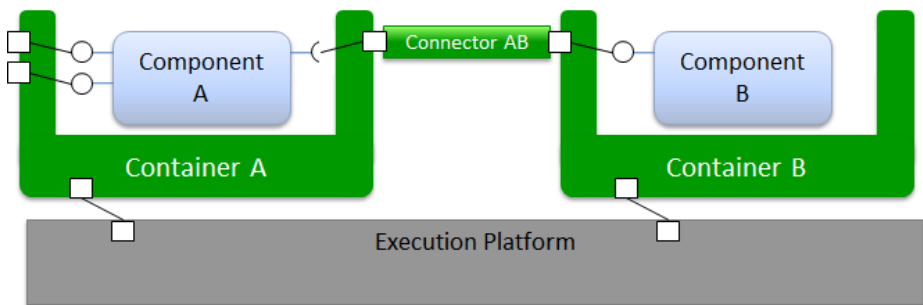 Component
A
Connector AB
Component
B
Container A
Container B
Execution Platform